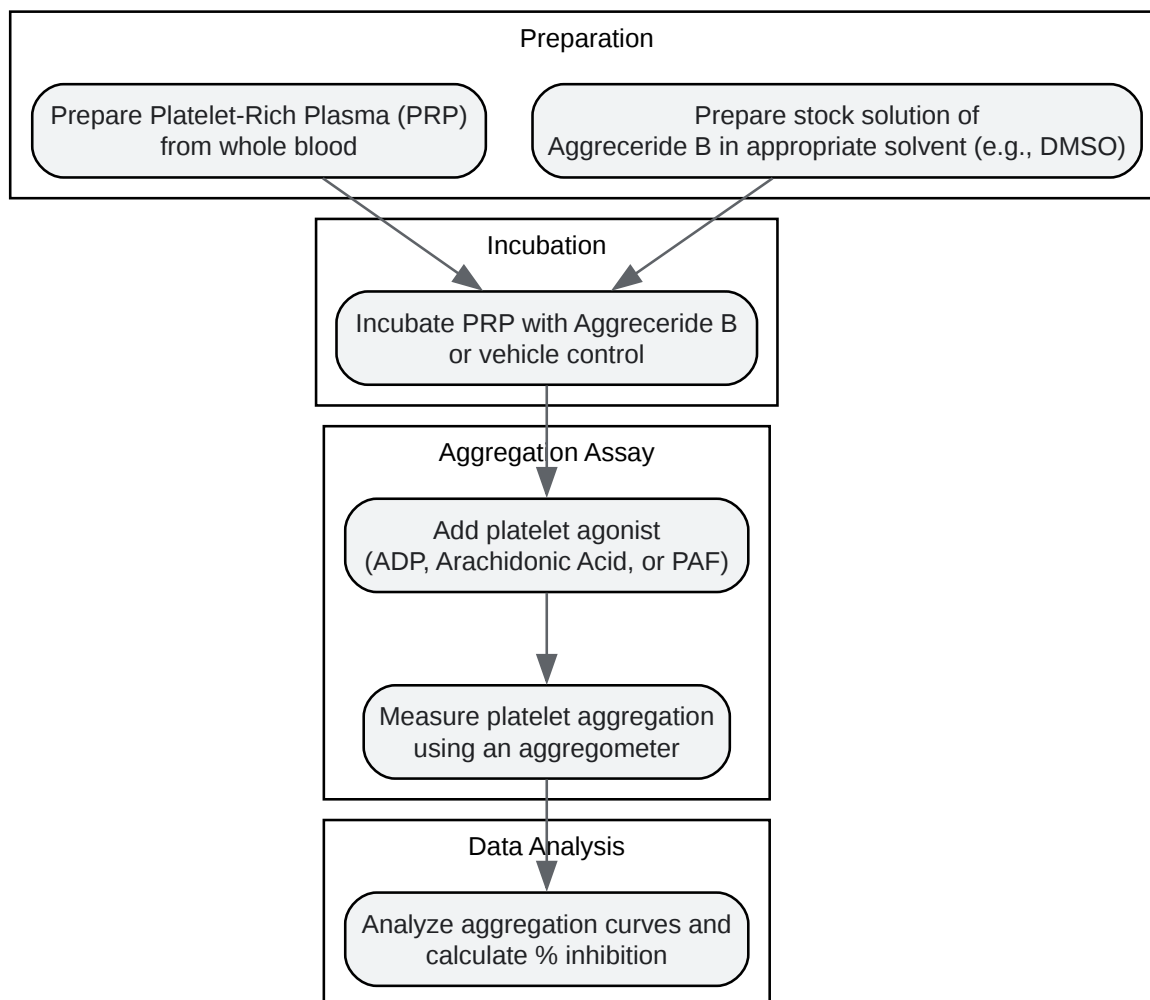 Preparation
Prepare Platelet-Rich Plasma (PRP)
from whole blood
Prepare stock solution of
Aggreceride B in appropriate solvent (e.g., DMSO)
Incubation
Incubate PRP with Aggreceride B
or vehicle control
Aggregation Assay
Add platelet agonist
(ADP, Arachidonic Acid, or PAF)
Measure platelet aggregation
using an aggregometer
Data Analysis
Analyze aggregation curves and
calculate % inhibition